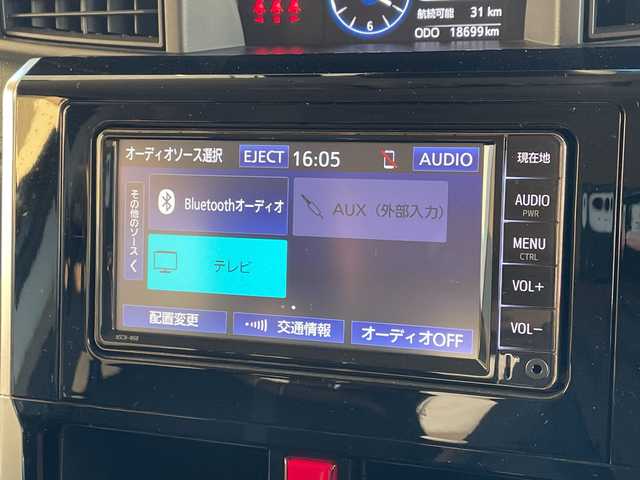 6
航続可能 31 km
ODO 18699 km
オーディオソース選択 EJECT 16:05 AUDIO
その他のソース
Bluetoothオーディオ
AUX (外部入力)
テレビ
配置変更
交通情報
オーディオOFF
現在地
AUDIO
PWR
MENU
CTRL
VOL+
VOL-